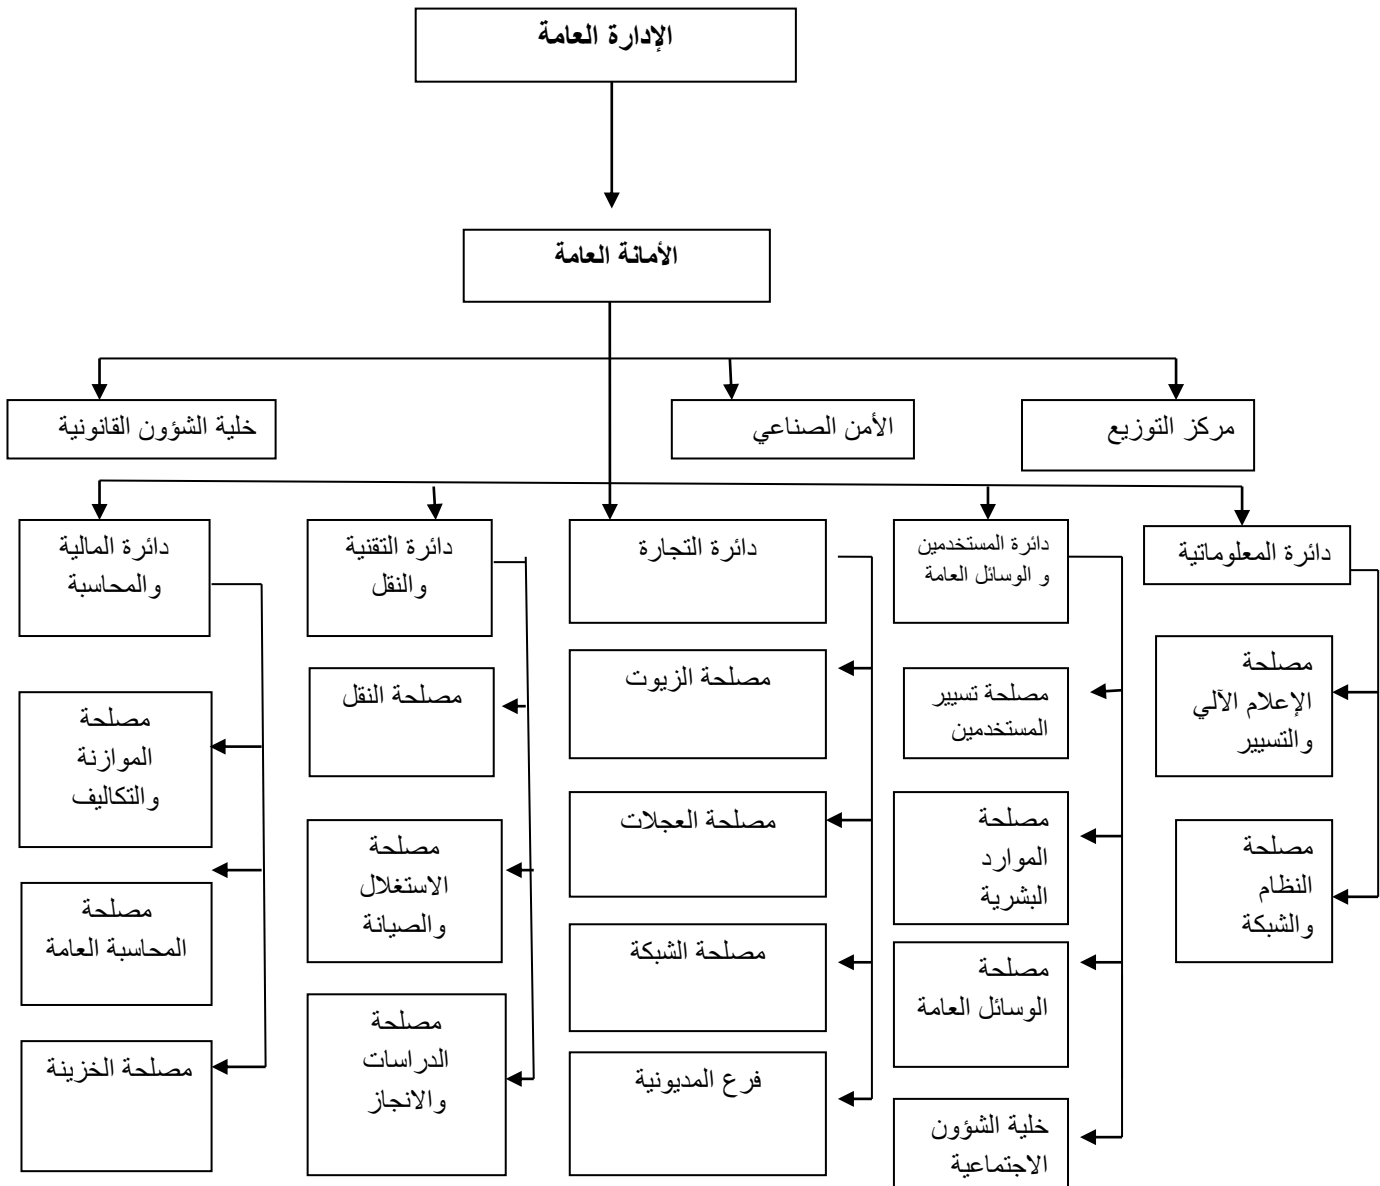 الإدارة العامة
الأمانة العامة
مركز التوزيع
الأمن الصناعي
خلية الشؤون القانونية
دائرة المعلوماتية
دائرة المستخدمين
و الوسائل العامة
دائرة التجارة
دائرة التقنية
والنقل
دائرة المالية
والمحاسبة
مصلحة
الإعلام الآلي
والتسيير
مصلحة
النظام
والشبكة
مصلحة تسيير
المستخدمين
مصلحة
الموارد
البشرية
مصلحة
الوسائل العامة
خلية الشؤون
الاجتماعية
مصلحة الزيوت
مصلحة العجلات
مصلحة الشبكة
فرع المديونية
مصلحة النقل
مصلحة
الاستغلال
والصيانة
مصلحة
الدراسات
والانجاز
مصلحة
الموازنة
والتكاليف
مصلحة
المحاسبة العامة
مصلحة الخزينة